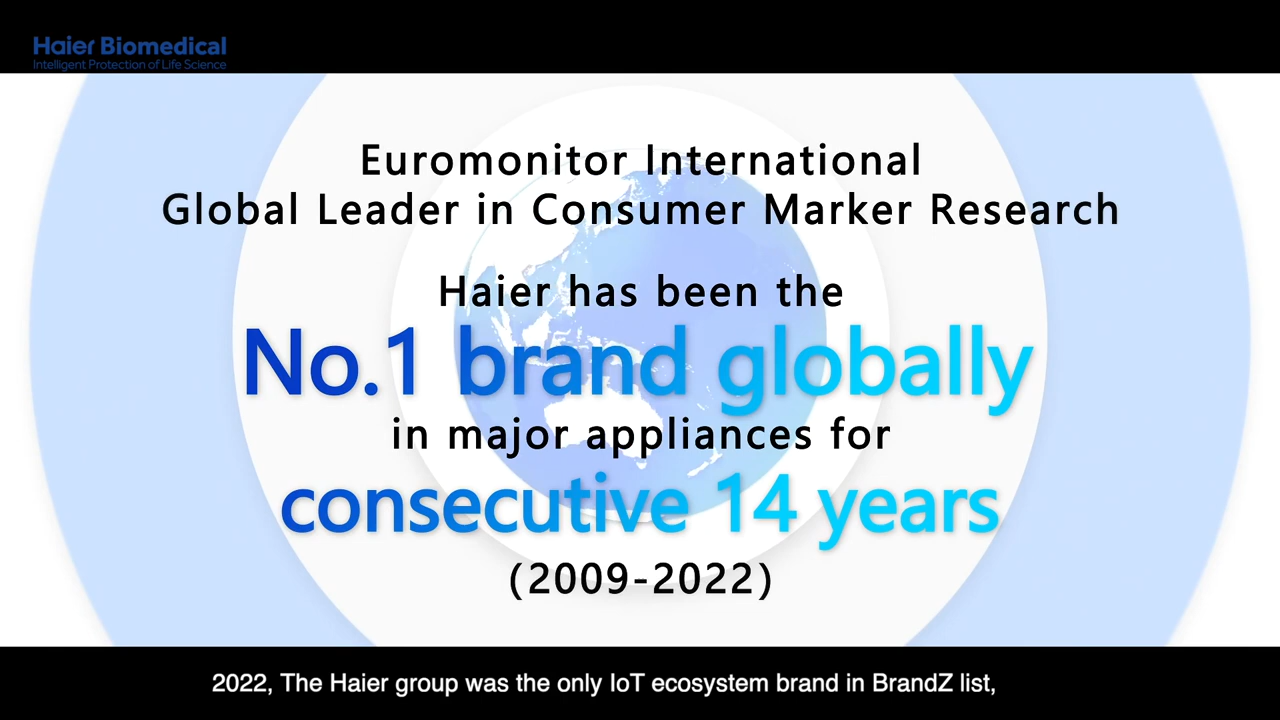 Haier Biomedical
Intelligent Protection of Life Science
Euromonitor International
Global Leader in Consumer Marker Research
Haier has been the
No.1 brand globally
in major appliances for
consecutive 14 years
(2009-2022)
2022, The Haier group was the only IoT ecosystem brand in BrandZ list,